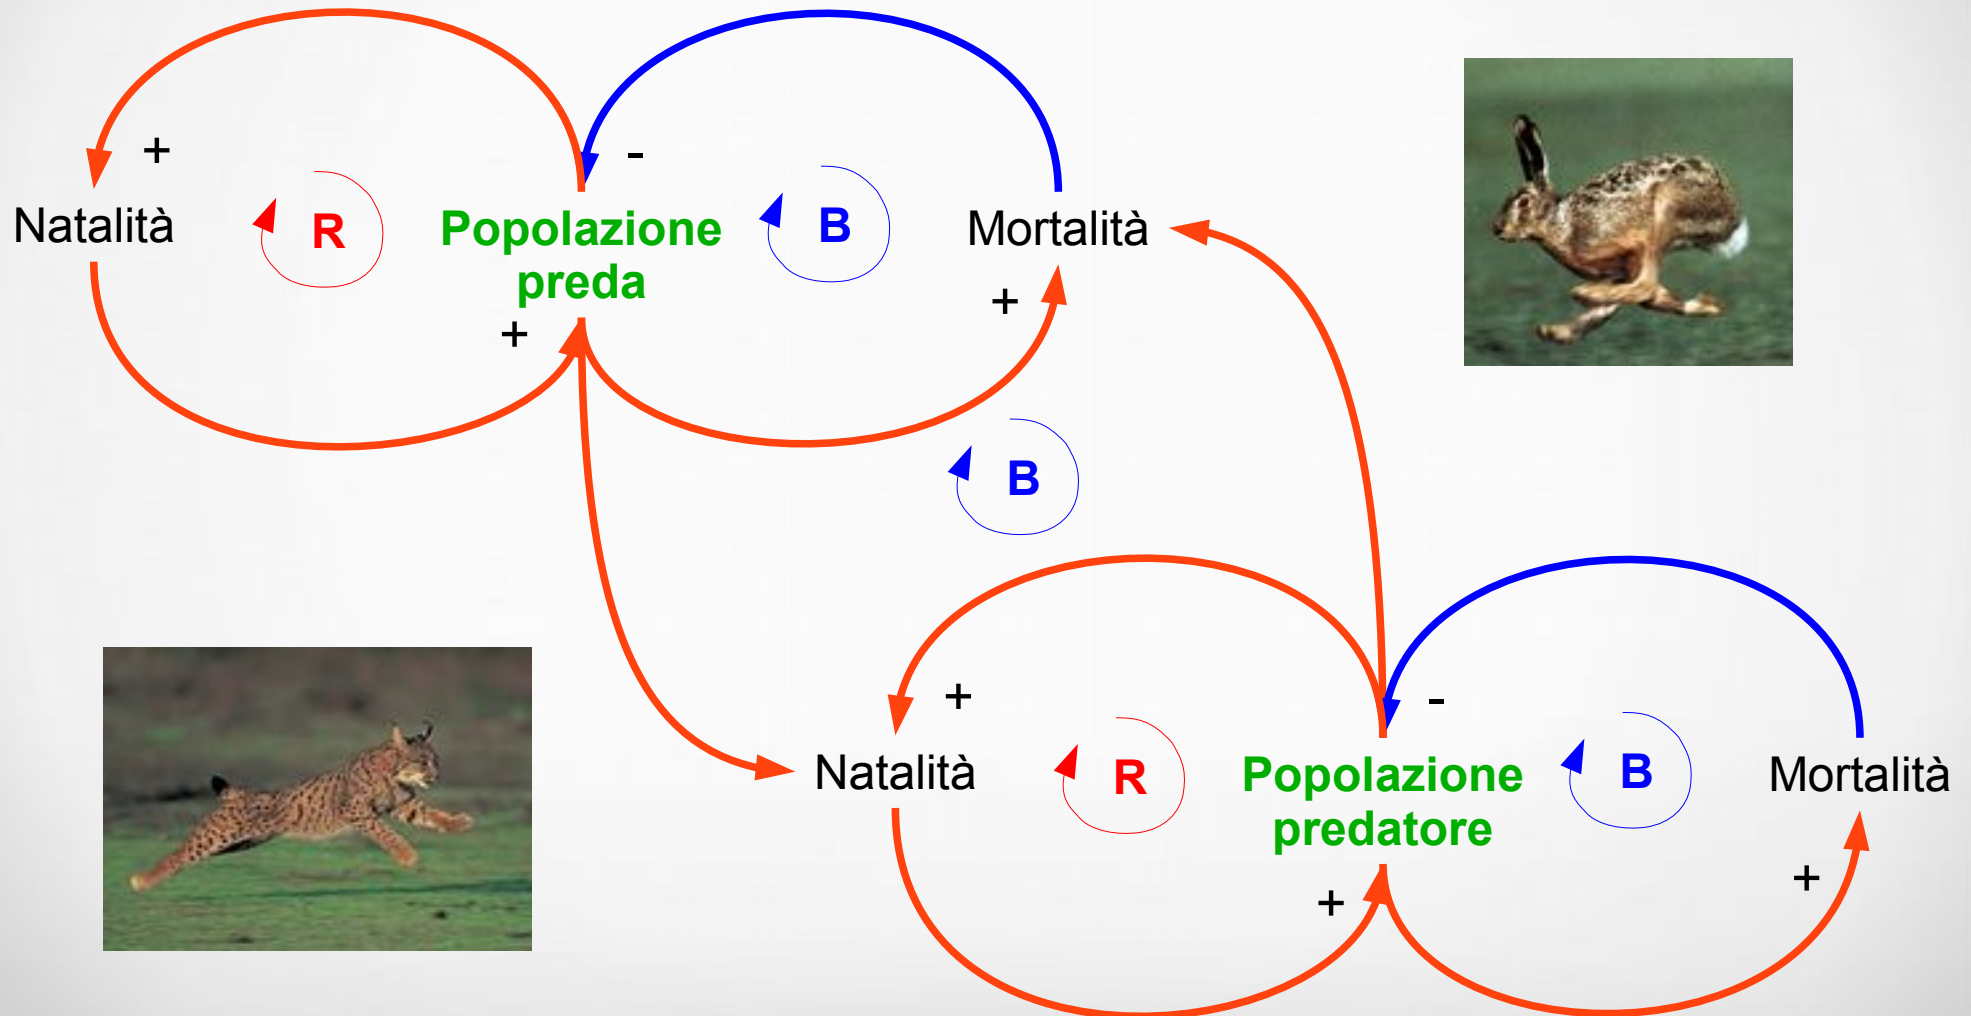 +
-
Natalità
R
Popolazione
preda
B
Mortalità
+
+
B
+
-
Natalità
R
Popolazione
predatore
B
Mortalità
+
+